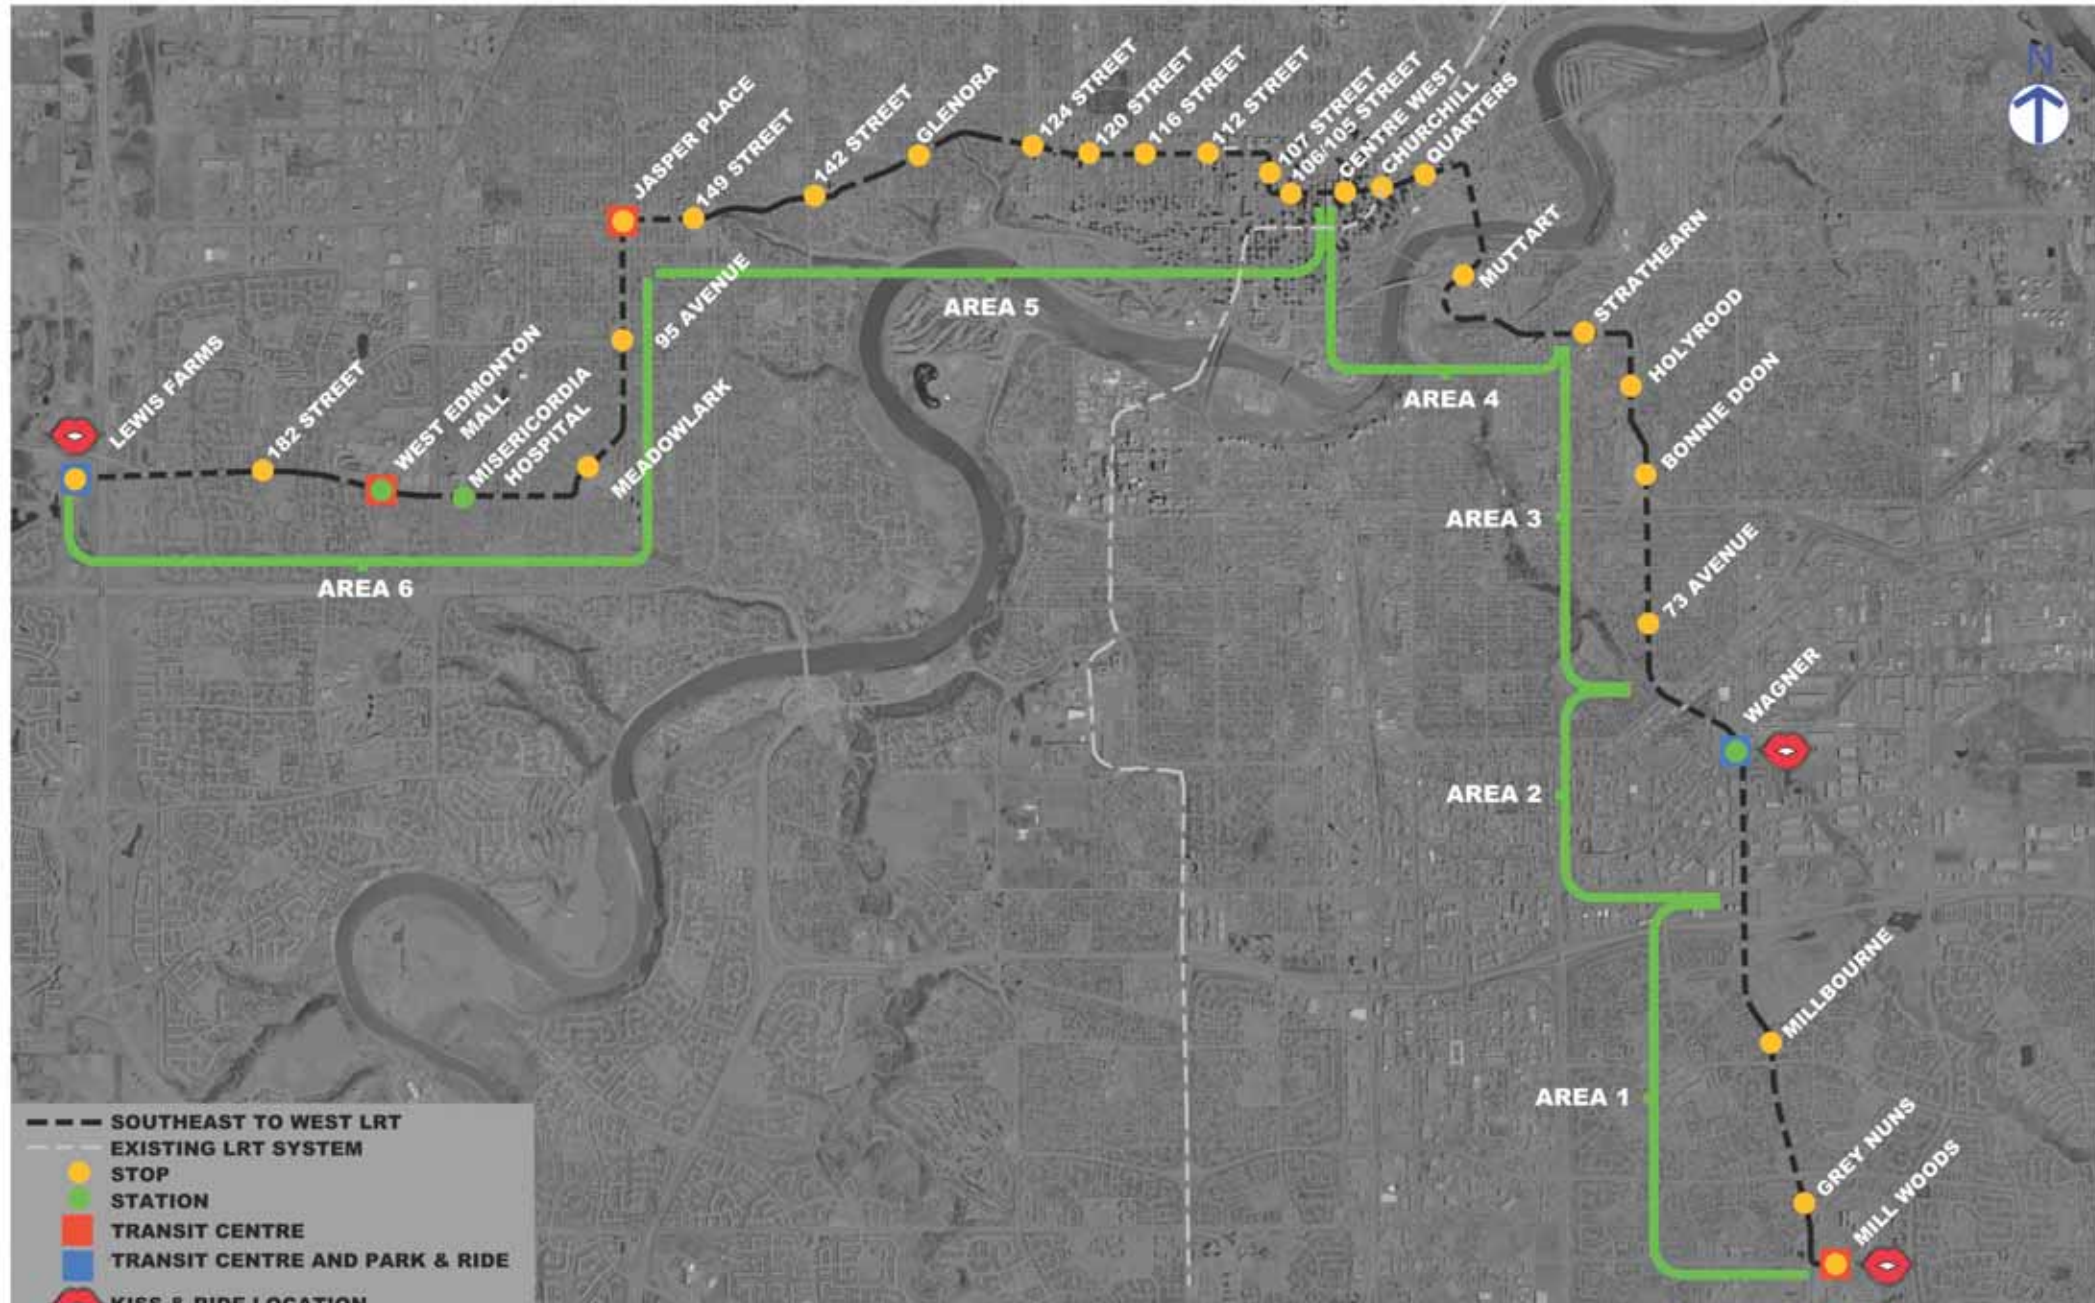 N
124 STREET
120 STREET
116 STREET
112 STREET
107 STREET
106/105 STREET
CENTRE WEST
CHURCHILL
QUARTERS
GLENORA
142 STREET
149 STREET
JASPER PLACE
MUTTART
STRATHEARN
95 AVENUE
AREA 5
HOLYROOD
LEWIS FARMS
182 STREET
WEST EDMONTON
MALL
MISERICORDIA
HOSPITAL
MEADOWLARK
AREA 4
BONNIE DOON
AREA 3
73 AVENUE
AREA 6
WAGNER
AREA 2
MILLBOURNE
AREA 1
GREY NUNS
MILL WOODS
SOUTHEAST TO WEST LRT
EXISTING LRT SYSTEM
STOP
STATION
TRANSIT CENTRE
TRANSIT CENTRE AND PARK & RIDE
KISS & RIDE LOCATION